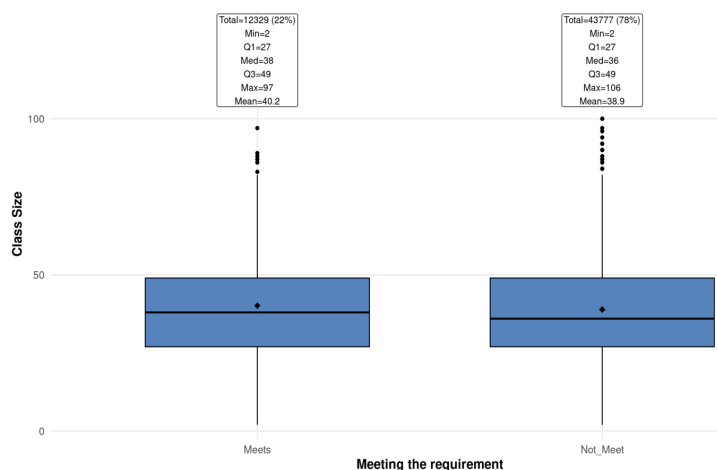 Total=12329 (22%)
Min=2
Q1=27
Med=38
Q3=49
Max=97
Mean=40.2
Total=43777 (78%)
Min=2
Q1=27
Med=36
Q3=49
Max=106
Mean=38.9
100
50
0
Class Size
Meets
Not_Meet
Meeting the requirement